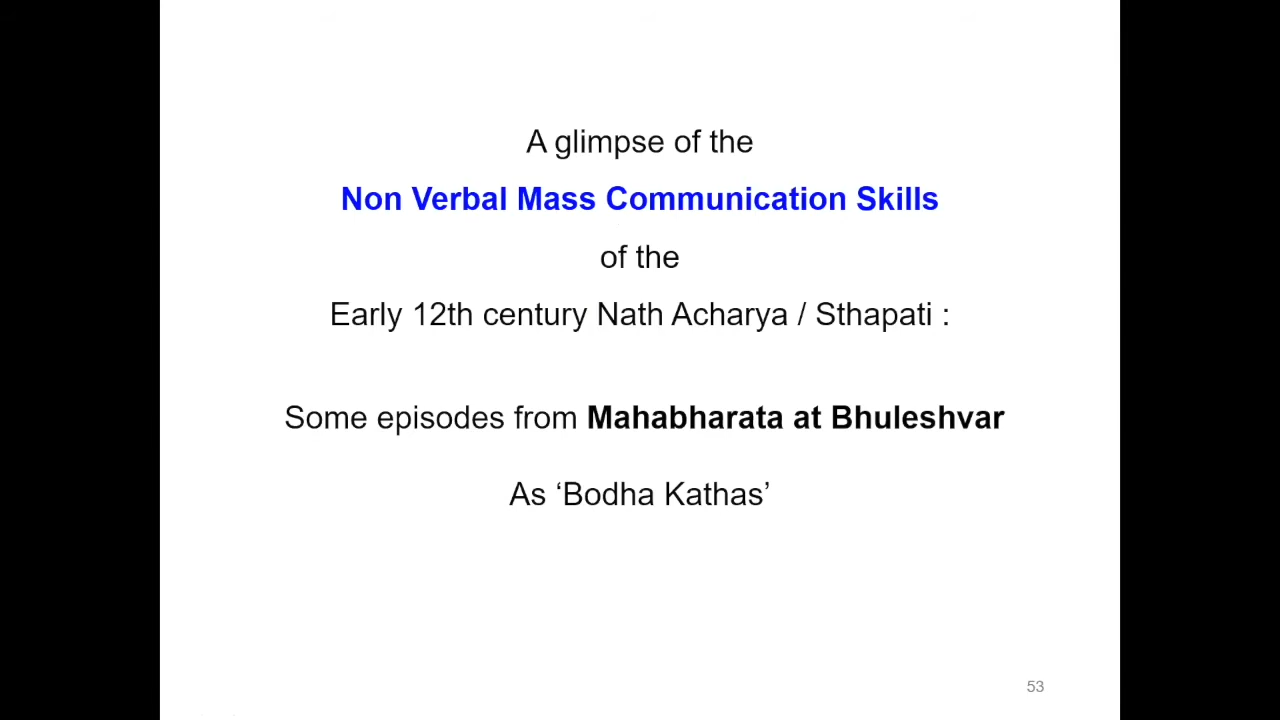 A glimpse of the
Non Verbal Mass Communication Skills
of the
Early 12th century Nath Acharya / Sthapati :
Some episodes from Mahabharata at Bhuleshvar
As ‘Bodha Kathas’
53